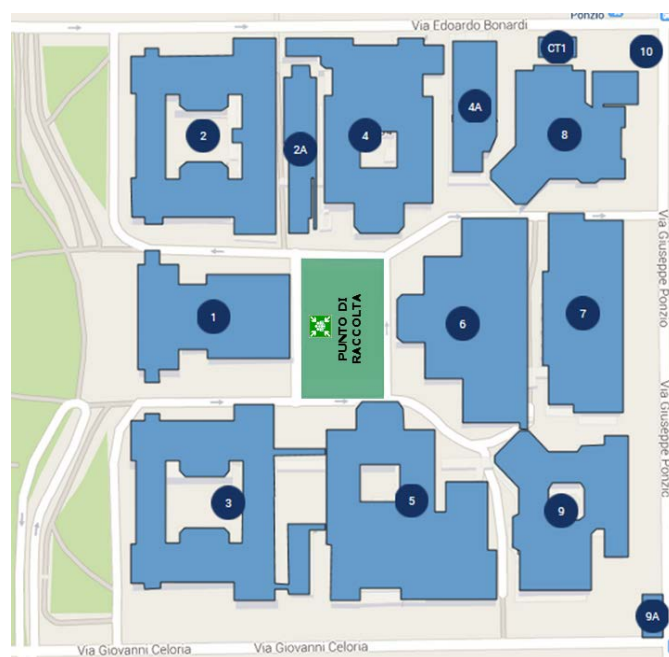 Ponzio
Via Edoardo Bonardi
CT1
10
2
2A
4
4A
8
Via Giuseppe Ponzio
1
PUNTO DI
RACCOLTA
6
7
Via Giuseppe Ponzio
3
5
9
9A
Via Giovanni Celoria
Via Giovanni Celoria